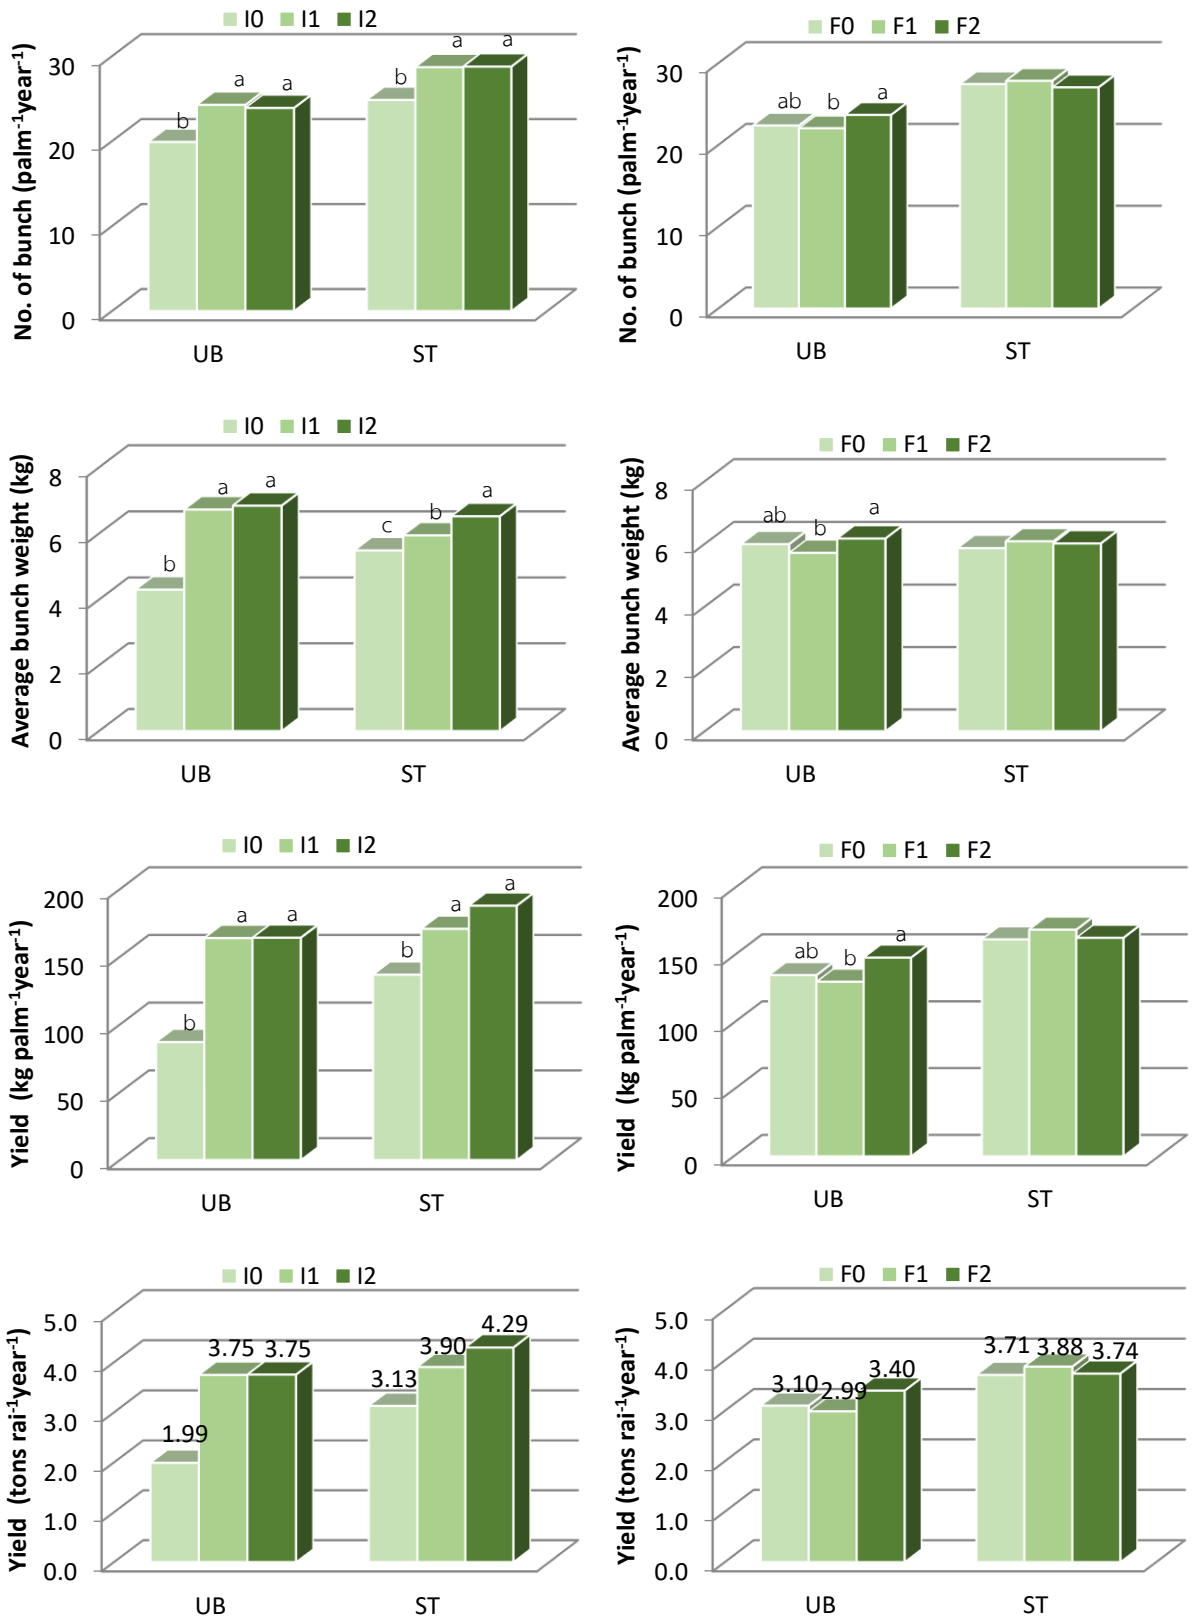 I0 I1 I2
No. of bunch (palm⁻¹year⁻¹)
30
20
10
0
b a a b a a
UB ST
F0 F1 F2
No. of bunch (palm⁻¹year⁻¹)
30
20
10
0
ab b a
UB ST
I0 I1 I2
Average bunch weight (kg)
8
6
4
2
0
b a a c b a
UB ST
F0 F1 F2
Average bunch weight (kg)
8
6
4
2
0
ab b a
UB ST
I0 I1 I2
Yield (kg palm⁻¹year⁻¹)
200
150
100
50
0
b a a b a a
UB ST
F0 F1 F2
Yield (kg palm⁻¹year⁻¹)
200
150
100
50
0
ab b a
UB ST
I0 I1 I2
Yield (tons rai⁻¹year⁻¹)
5.0
4.0
3.0
2.0
1.0
0.0
1.99 3.75 3.75 3.13 3.90 4.29
UB ST
F0 F1 F2
Yield (tons rai⁻¹year⁻¹)
5.0
4.0
3.0
2.0
1.0
0.0
3.10 2.99 3.40 3.71 3.88 3.74
UB ST